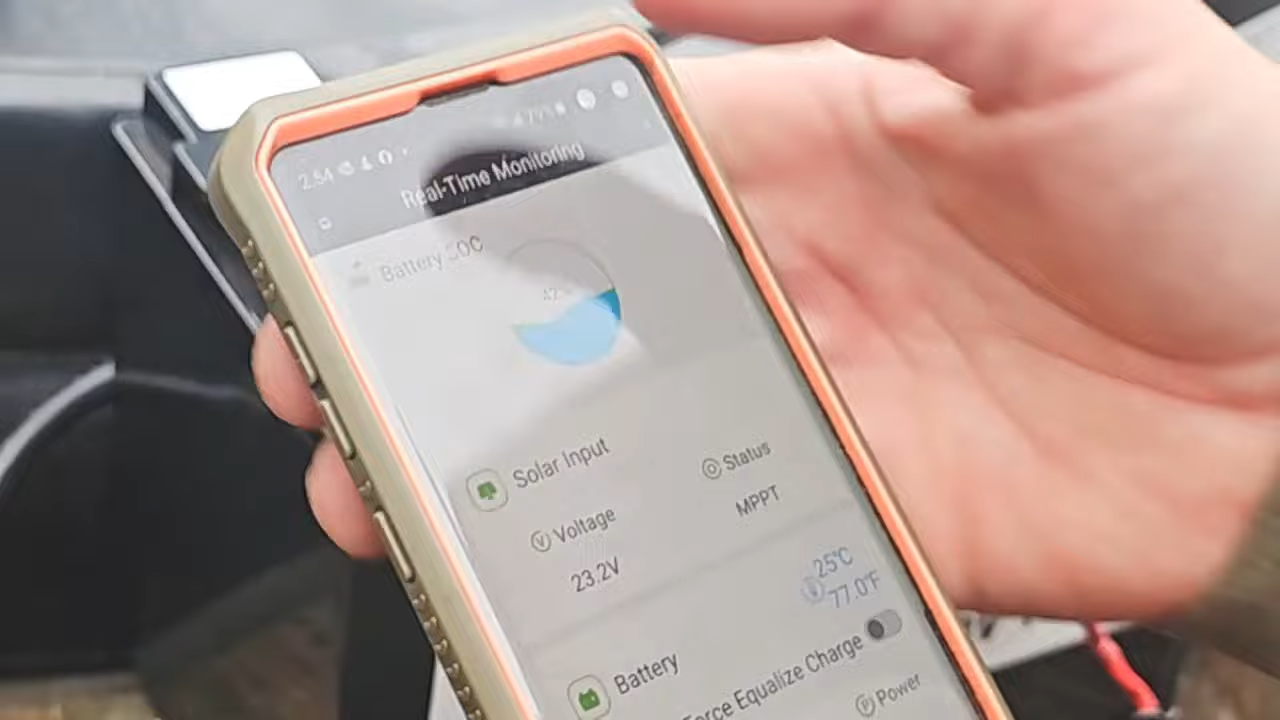 2:54
Real-Time Monitoring
Battery SOC
Solar Input
Status
Voltage
MPPT
23.2V
25°C
77.0°F
Battery
Force Equalize Charge
Power